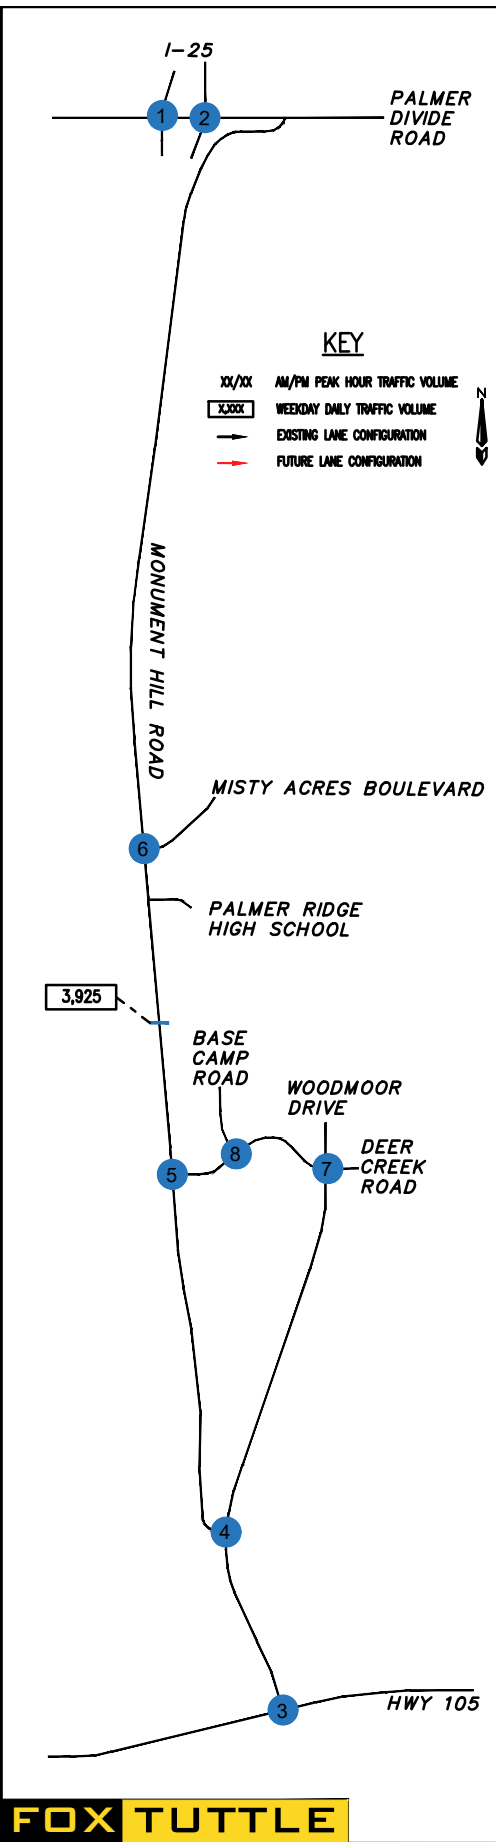 I-25
1
2
PALMER
DIVIDE
ROAD
KEY
XX/XX AM/PM PEAK HOUR TRAFFIC VOLUME
X,XXX WEEKDAY DAILY TRAFFIC VOLUME
EXISTING LANE CONFIGURATION
FUTURE LANE CONFIGURATION
N
MONUMENT HILL ROAD
MISTY ACRES BOULEVARD
6
PALMER RIDGE
HIGH SCHOOL
3,925
BASE
CAMP
ROAD
WOODMOOR
DRIVE
8
DEER
CREEK
ROAD
7
5
4
3
HWY 105
FOX TUTTLE